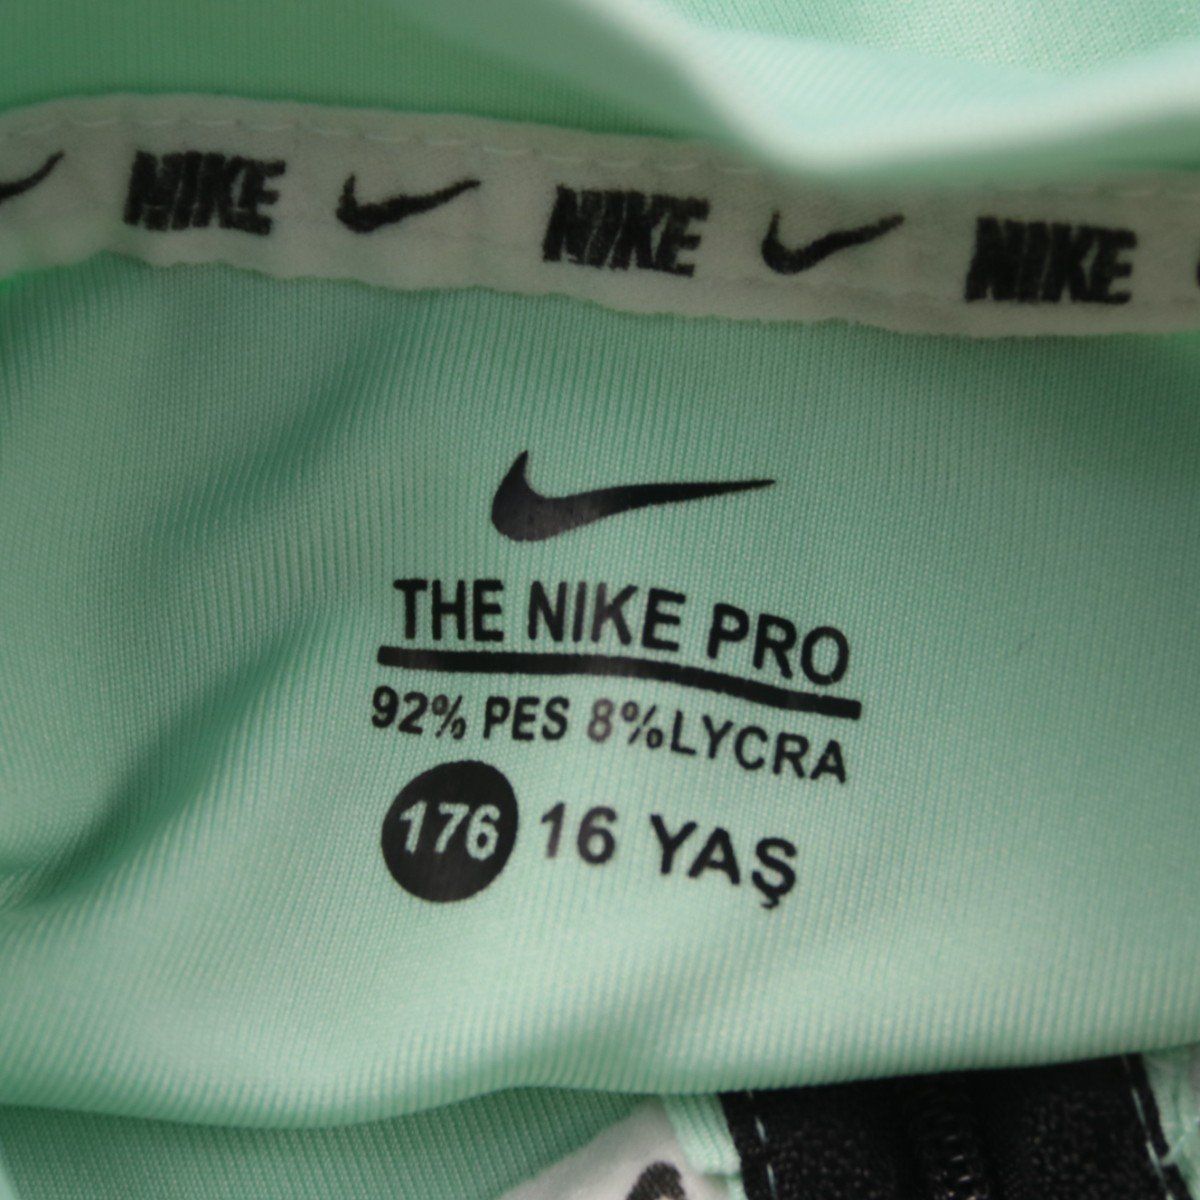 NIKE NIKE NIKE
THE NIKE PRO
92% PES 8%LYCRA
176 16 YAŞ